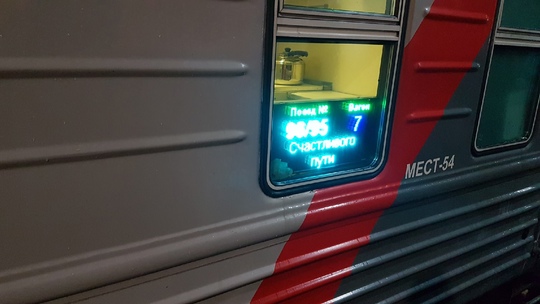 Поезд № Вагон
96/95 7
Счастливого
пути
МЕСТ-54